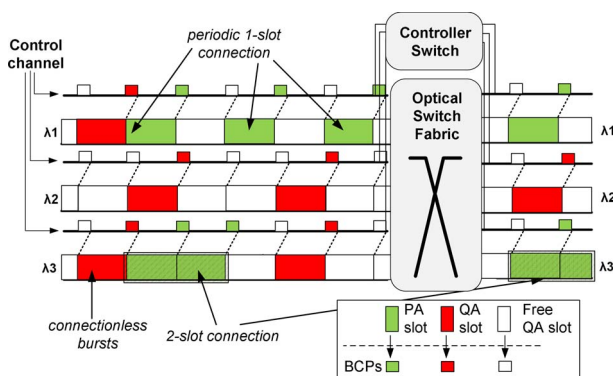 Control
channel
periodic 1-slot
connection
Controller
Switch
Optical
Switch
Fabric
λ1
λ1
λ2
λ2
λ3
λ3
connectionless
bursts
2-slot connection
PA
slot
QA
slot
Free
QA slot
BCPs